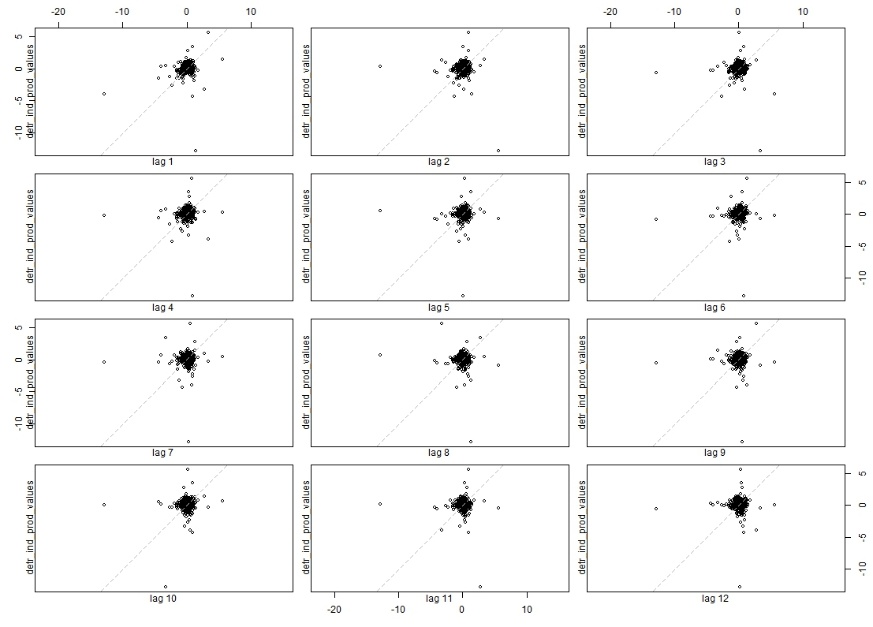 -20 -10 0 10
-20 -10 0 10
5
0
-5
-10
detr_ind_prod_values
detr_ind_prod_values
detr_ind_prod_values
lag 1
lag 2
lag 3
detr_ind_prod_values
detr_ind_prod_values
detr_ind_prod_values
5
0
-5
-10
lag 4
lag 5
lag 6
5
0
-5
-10
detr_ind_prod_values
detr_ind_prod_values
detr_ind_prod_values
lag 7
lag 8
lag 9
detr_ind_prod_values
detr_ind_prod_values
detr_ind_prod_values
5
0
-5
-10
lag 10
lag 11
lag 12
-20 -10 0 10